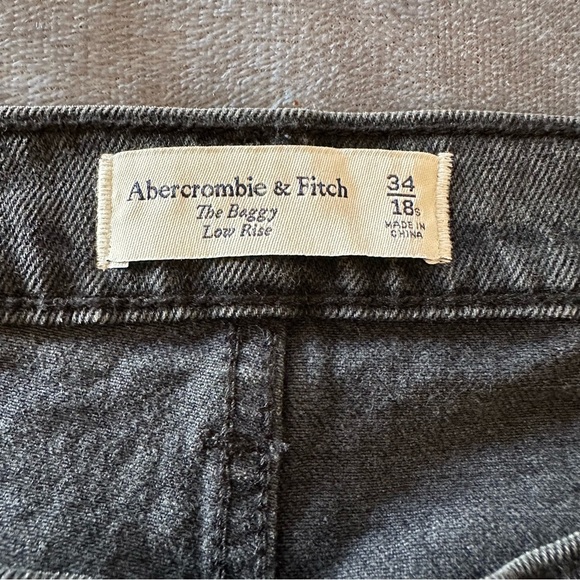 Abercrombie & Fitch
The Baggy
Low Rise
34
18s
MADE IN
CHINA